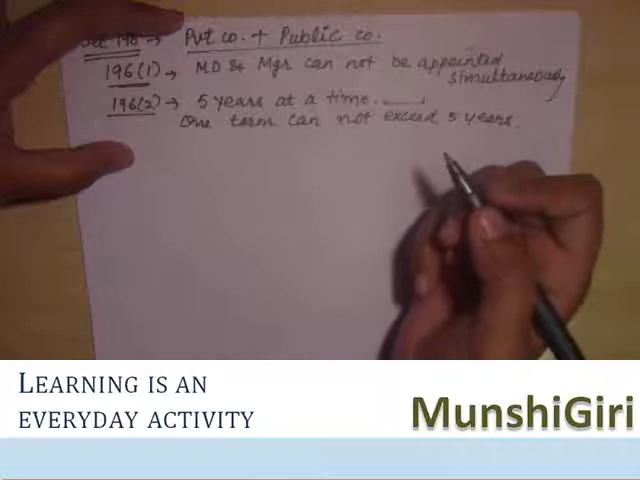 Sec 196 → Pvt co. + Public co.
196(1) → M.D & Mgr can not be appointed
simultaneously
196(2) → 5 years at a time.
One term can not exceed 5 years.
LEARNING IS AN
EVERYDAY ACTIVITY
MunshiGiri